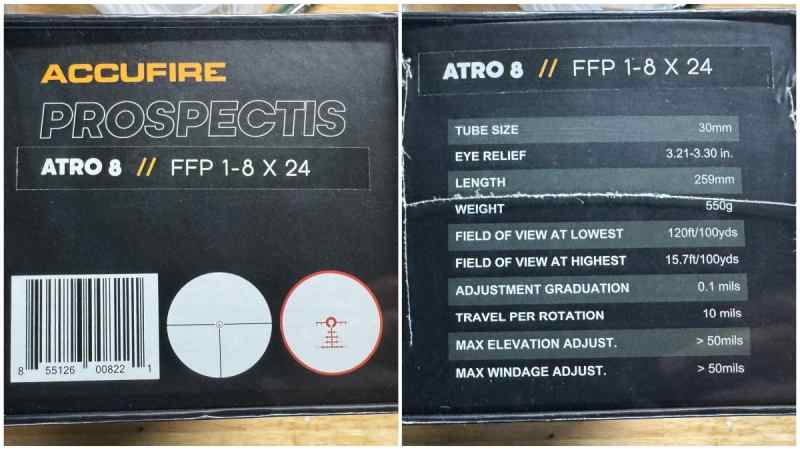 ACCUFIRE
PROSPECTIS
ATRO 8 // FFP 1-8 X 24
8 55126 00822 1
ATRO 8 // FFP 1-8 X 24
TUBE SIZE 30mm
EYE RELIEF 3.21-3.30 in.
LENGTH 259mm
WEIGHT 550g
FIELD OF VIEW AT LOWEST 120ft/100yds
FIELD OF VIEW AT HIGHEST 15.7ft/100yds
ADJUSTMENT GRADUATION 0.1 mils
TRAVEL PER ROTATION 10 mils
MAX ELEVATION ADJUST. > 50mils
MAX WINDAGE ADJUST. > 50mils